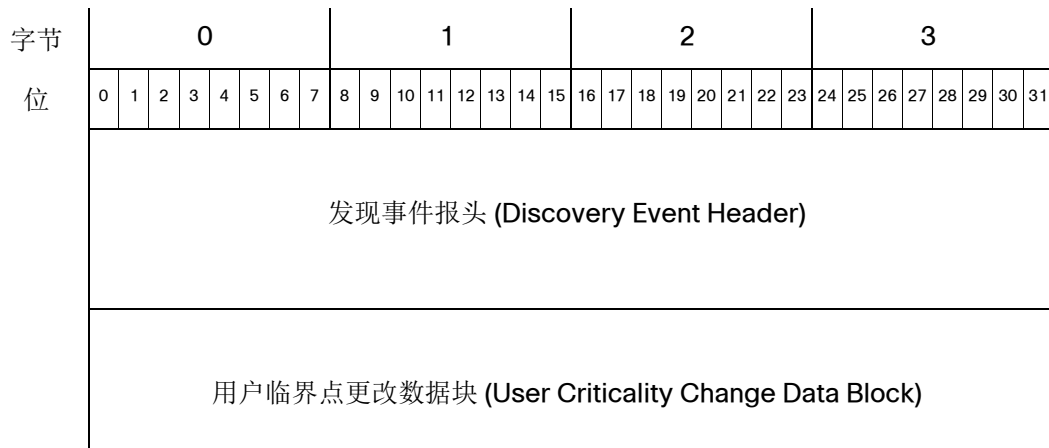 字节 0 1 2 3
位 0 1 2 3 4 5 6 7 8 9 10 11 12 13 14 15 16 17 18 19 20 21 22 23 24 25 26 27 28 29 30 31
发现事件报头 (Discovery Event Header)
用户临界点更改数据块 (User Criticality Change Data Block)